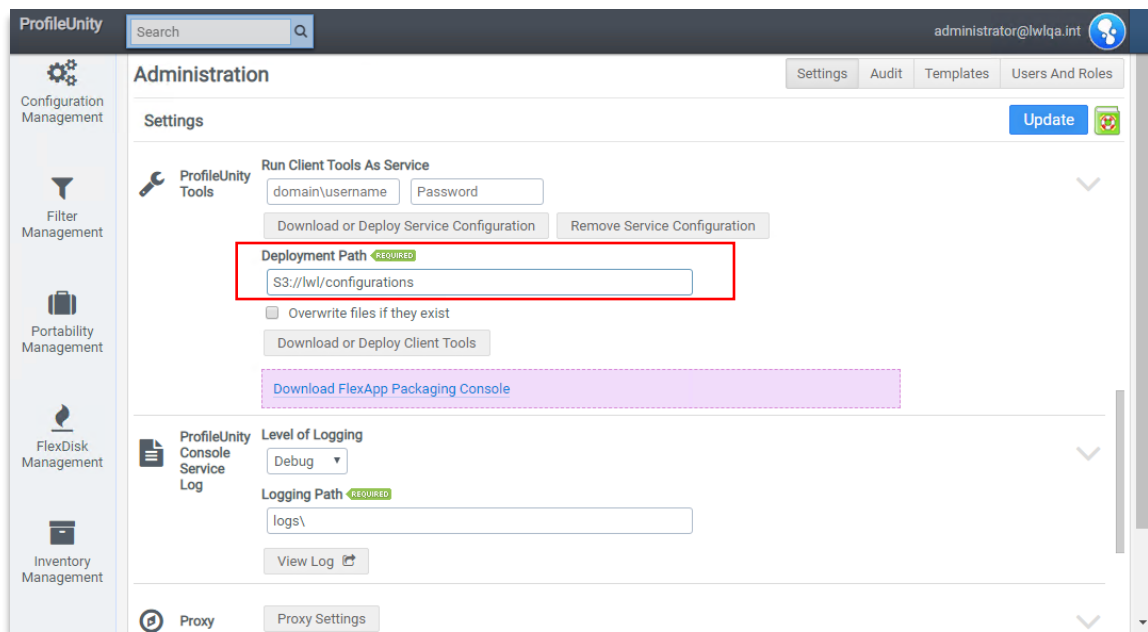 ProfileUnity
Search
administrator@lwlqa.int
Configuration
Management
Filter
Management
Portability
Management
FlexDisk
Management
Inventory
Management
Administration
Settings Audit Templates Users And Roles
Settings
Update
ProfileUnity
Tools
Run Client Tools As Service
domain\username Password
Download or Deploy Service Configuration Remove Service Configuration
Deployment Path REQUIRED
S3://lwl/configurations
Overwrite files if they exist
Download or Deploy Client Tools
Download FlexApp Packaging Console
ProfileUnity
Console
Service
Log
Level of Logging
Debug
Logging Path REQUIRED
logs\
View Log
Proxy
Proxy Settings